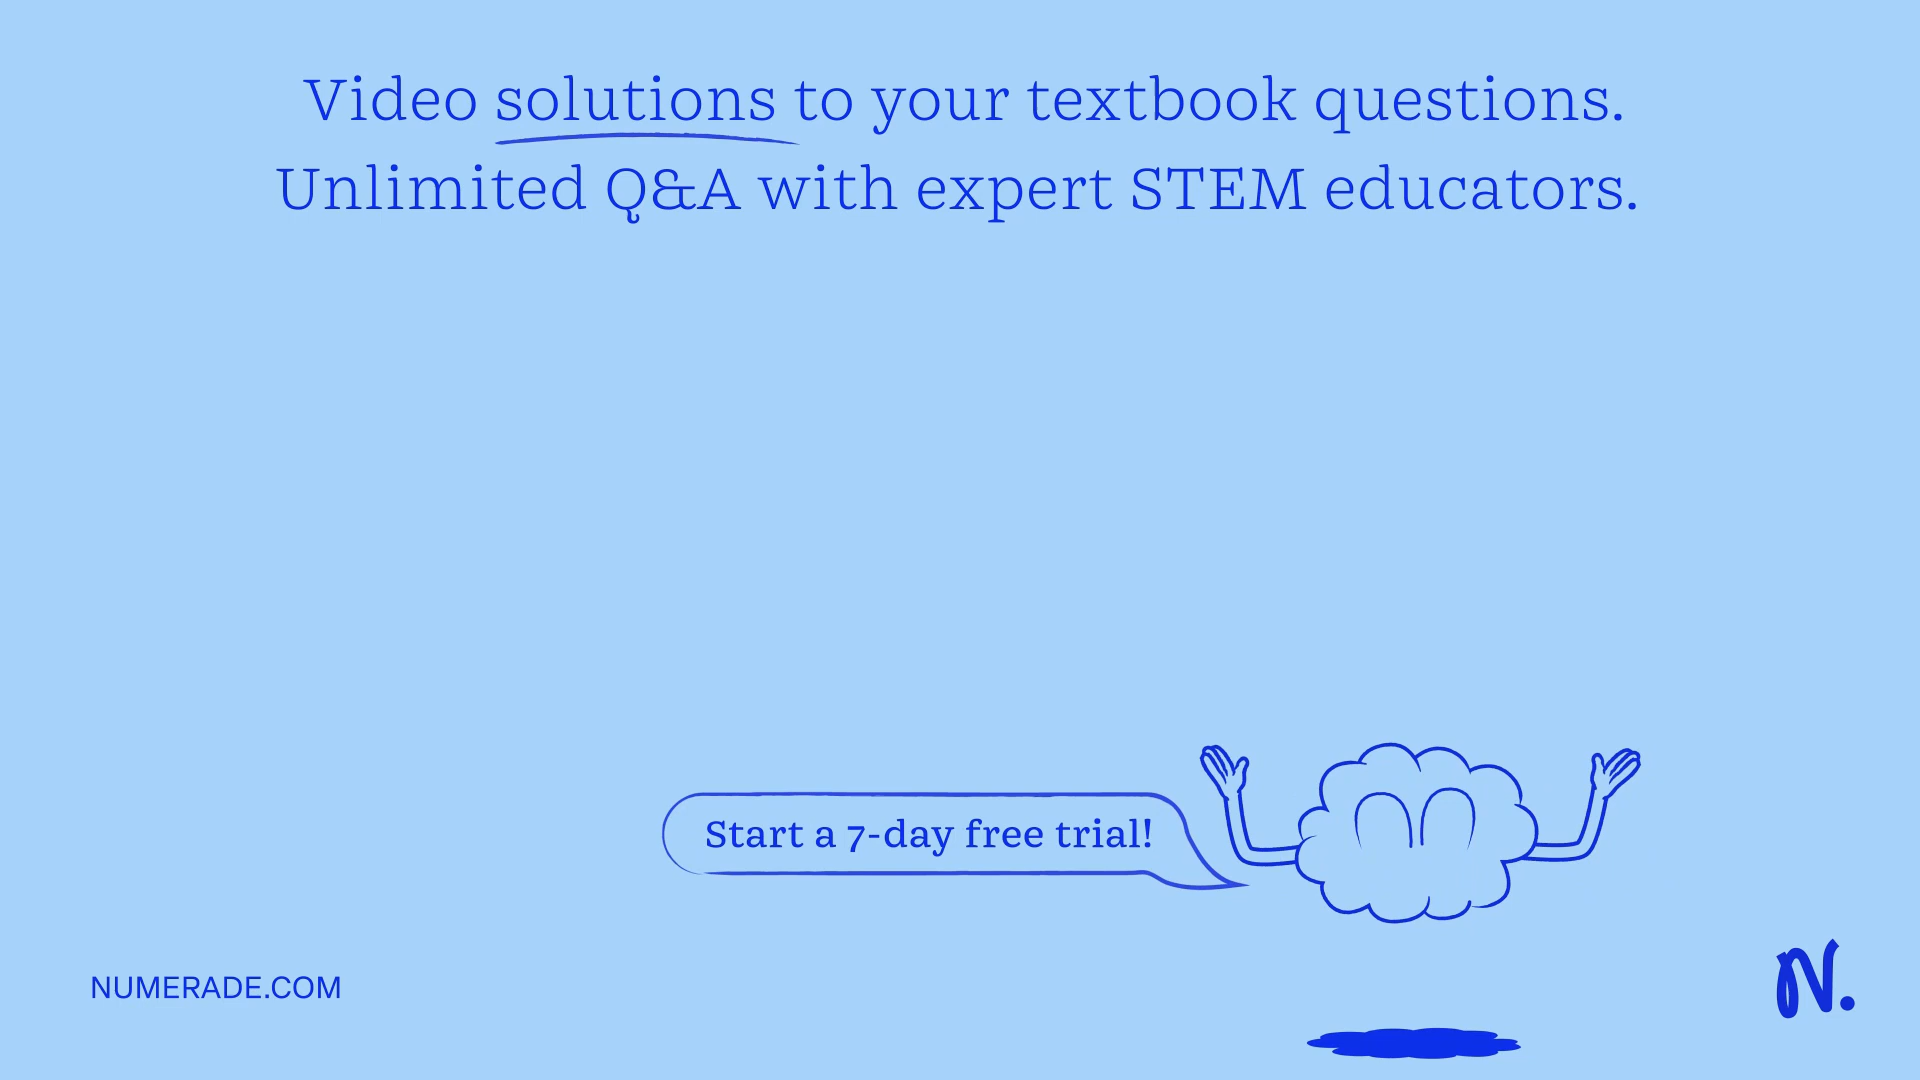 Video solutions to your textbook questions.
Unlimited Q&A with expert STEM educators.
Start a 7-day free trial!
NUMERADE.COM
N.